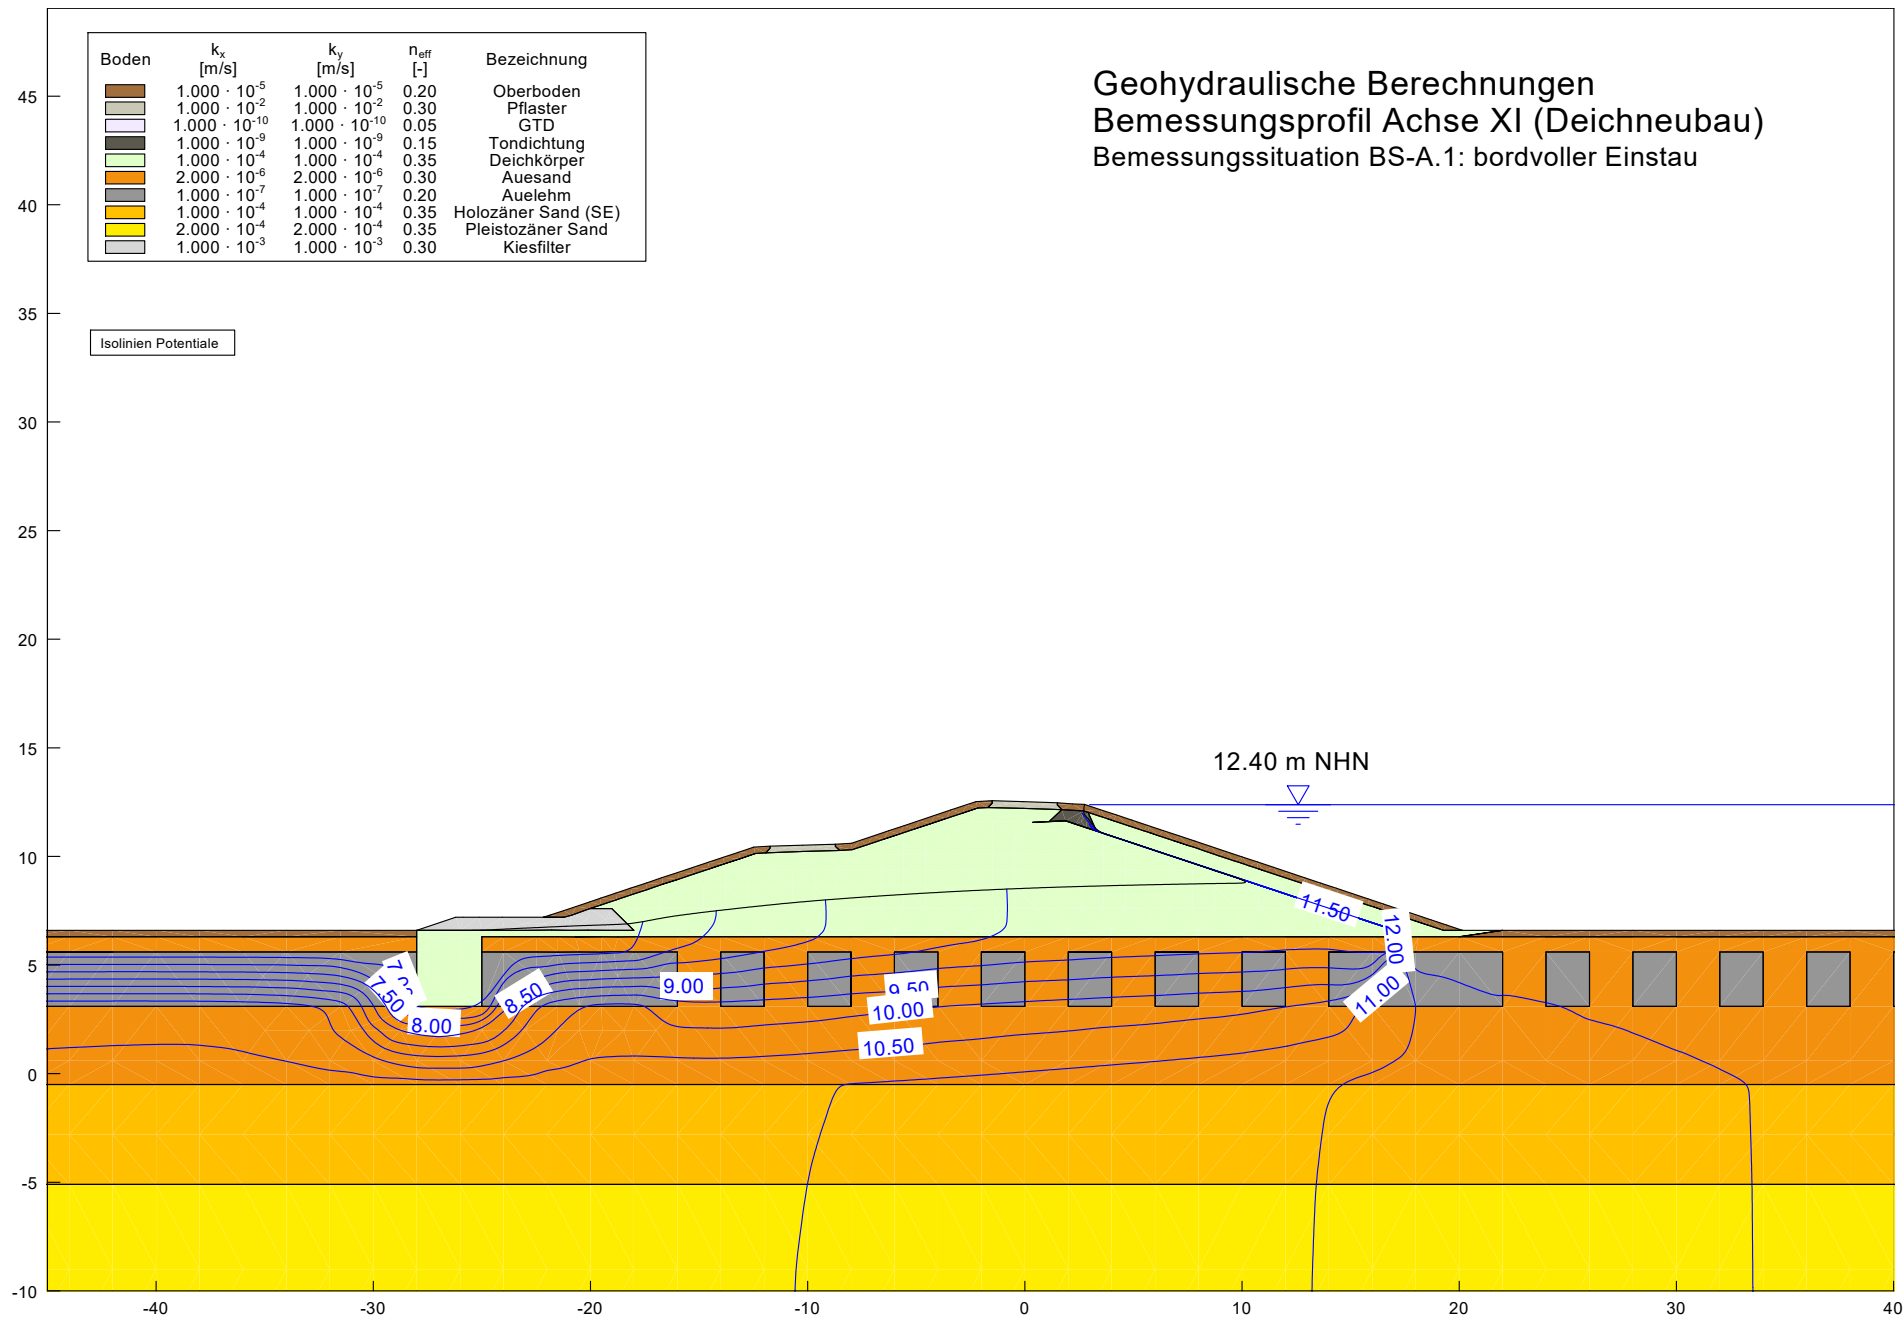 Boden kx [m/s] ky [m/s] neff [-] Bezeichnung
1.000 · 10-5 1.000 · 10-5 0.20 Oberboden
1.000 · 10-2 1.000 · 10-2 0.30 Pflaster
1.000 · 10-10 1.000 · 10-10 0.05 GTD
1.000 · 10-9 1.000 · 10-9 0.15 Tondichtung
1.000 · 10-4 1.000 · 10-4 0.35 Deichkörper
2.000 · 10-6 2.000 · 10-6 0.30 Auesand
1.000 · 10-7 1.000 · 10-7 0.20 Auelehm
1.000 · 10-4 1.000 · 10-4 0.35 Holozäner Sand (SE)
2.000 · 10-4 2.000 · 10-4 0.35 Pleistozäner Sand
1.000 · 10-3 1.000 · 10-3 0.30 Kiesfilter
Geohydraulische Berechnungen
Bemessungsprofil Achse XI (Deichneubau)
Bemessungssituation BS-A.1: bordvoller Einstau
Isolinien Potentiale
12.40 m NHN
45
40
35
30
25
20
15
10
5
0
-5
-10
11.50
12.00
11.00
7.50
8.00
8.50
9.00
9.50
10.00
10.50
-40 -30 -20 -10 0 10 20 30 40